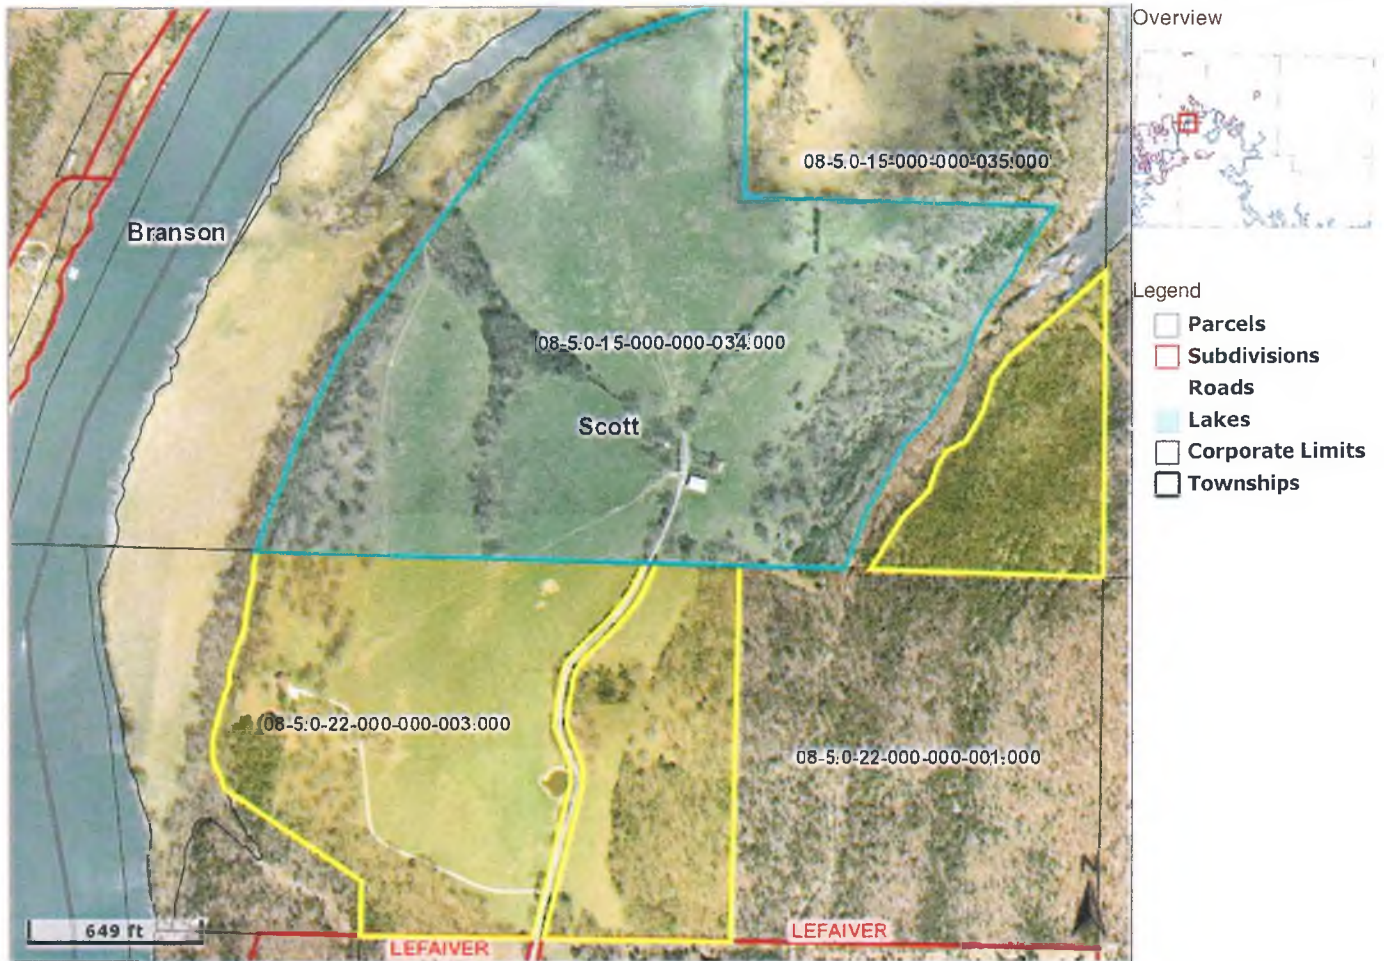 Overview
08-5.0-15-000-000-035.000
Branson
Legend
Parcels
08-5.0-15-000-000-034.000
Subdivisions
Roads
Lakes
Scott
Corporate Limits
Townships
08-5.0-22-000-000-003.000
08-5.0-22-000-000-001.000
N
649 ft
LEFAIVER
LEFAIVER